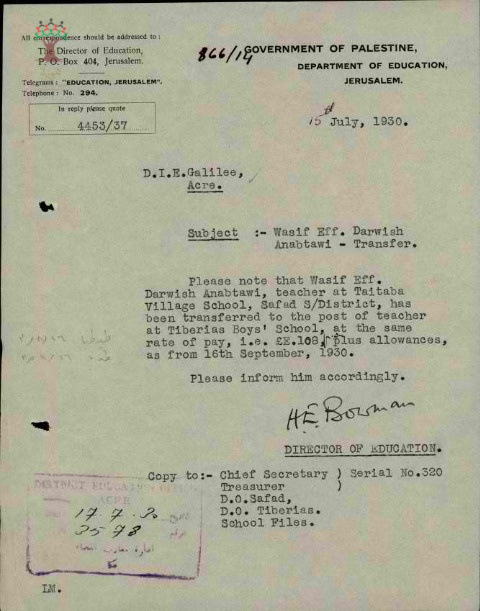 All correspondence should be addressed to :
The Director of Education,
P. O. Box 404, Jerusalem.
Telegrams : "EDUCATION, JERUSALEM".
Telephone : No. 294.
In reply please quote
No. 4453/37
866/14
GOVERNMENT OF PALESTINE,
DEPARTMENT OF EDUCATION,
JERUSALEM.
15th July, 1930.
D.I.E.Galilee,
Acre.
Subject :- Wasif Eff. Darwish
Anabtawi - Transfer.
Please note that Wasif Eff.
Darwish Anabtawi, teacher at Taitaba
Village School, Safad S/District, has
been transferred to the post of teacher
at Tiberias Boys' School, at the same
rate of pay, i.e. £E.108, plus allowances,
as from 16th September, 1930.
Please inform him accordingly.
H E Bowman
DIRECTOR OF EDUCATION.
Copy to:- Chief Secretary ) Serial No.320
Treasurer )
D.O.Safad,
D.O. Tiberias.
School Files.
DISTRICT EDUCATION OFFICE
ACRE
17.7.30
3578
LM.